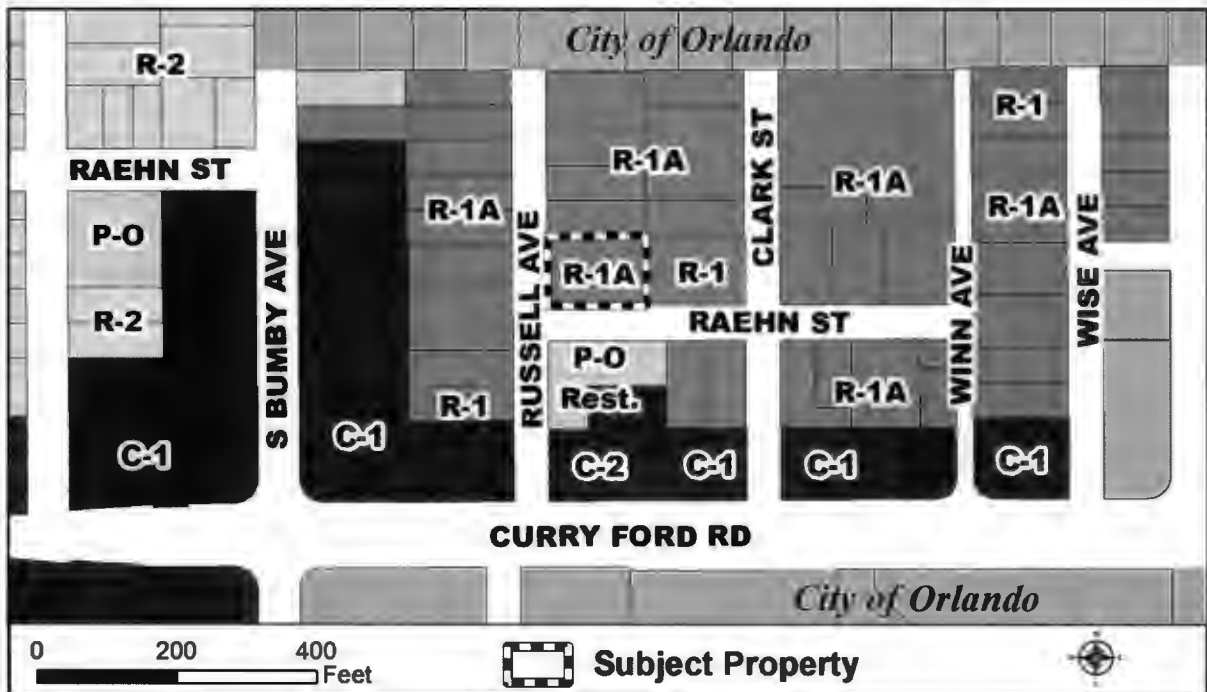 City of Orlando
R-2
R-1
RAEHN ST
R-1A
R-1A
R-1A
R-1A
P-O
S BUMBY AVE
RUSSELL AVE
R-1A
R-1
CLARK ST
WINN AVE
WISE AVE
R-2
RAEHN ST
P-O
Rest.
R-1
R-1A
C-1
C-1
C-2
C-1
C-1
C-1
CURRY FORD RD
City of Orlando
0 200 400
Feet
Subject Property